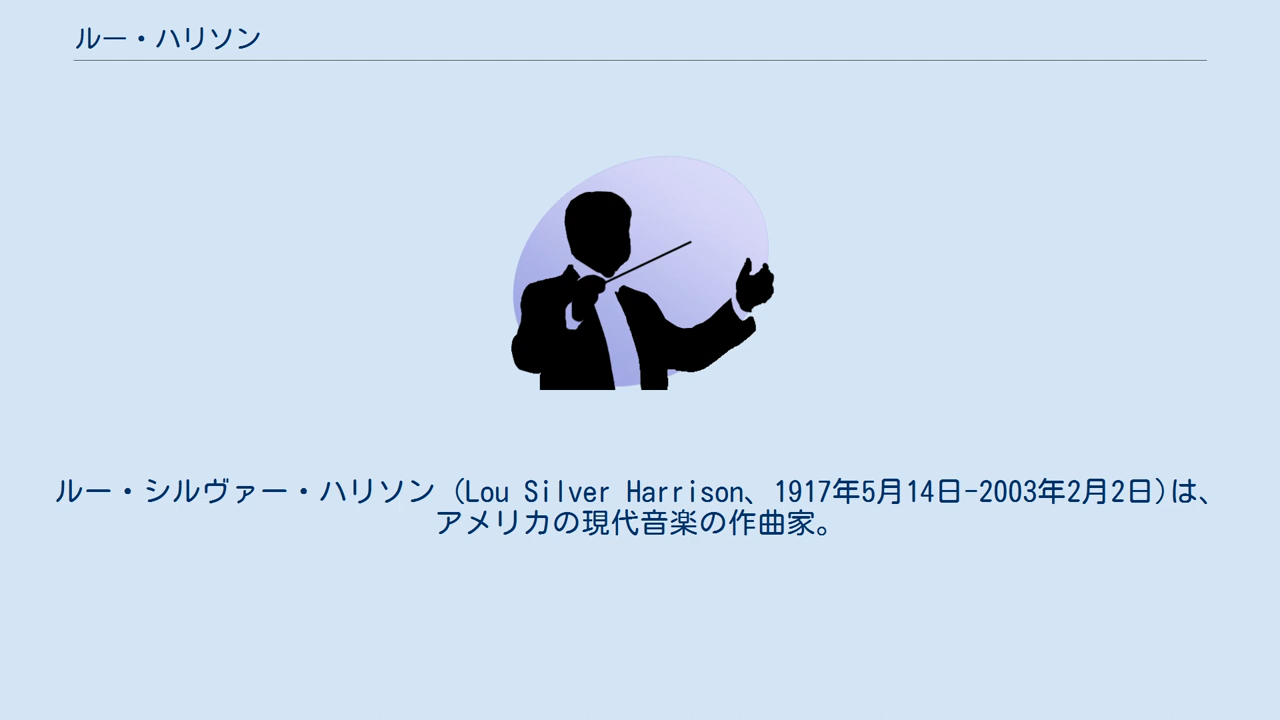 ルー・ハリソン
ルー・シルヴァー・ハリソン (Lou Silver Harrison、1917年5月14日-2003年2月2日)は、
アメリカの現代音楽の作曲家。